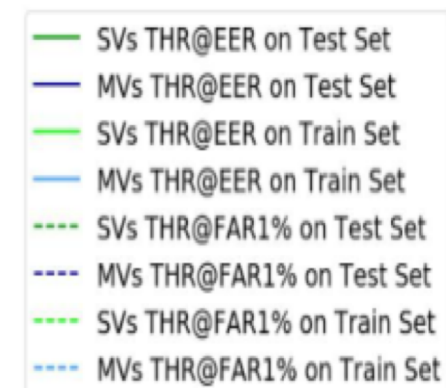 SVs THR@EER on Test Set
MVs THR@EER on Test Set
SVs THR@EER on Train Set
MVs THR@EER on Train Set
SVs THR@FAR1% on Test Set
MVs THR@FAR1% on Test Set
SVs THR@FAR1% on Train Set
MVs THR@FAR1% on Train Set